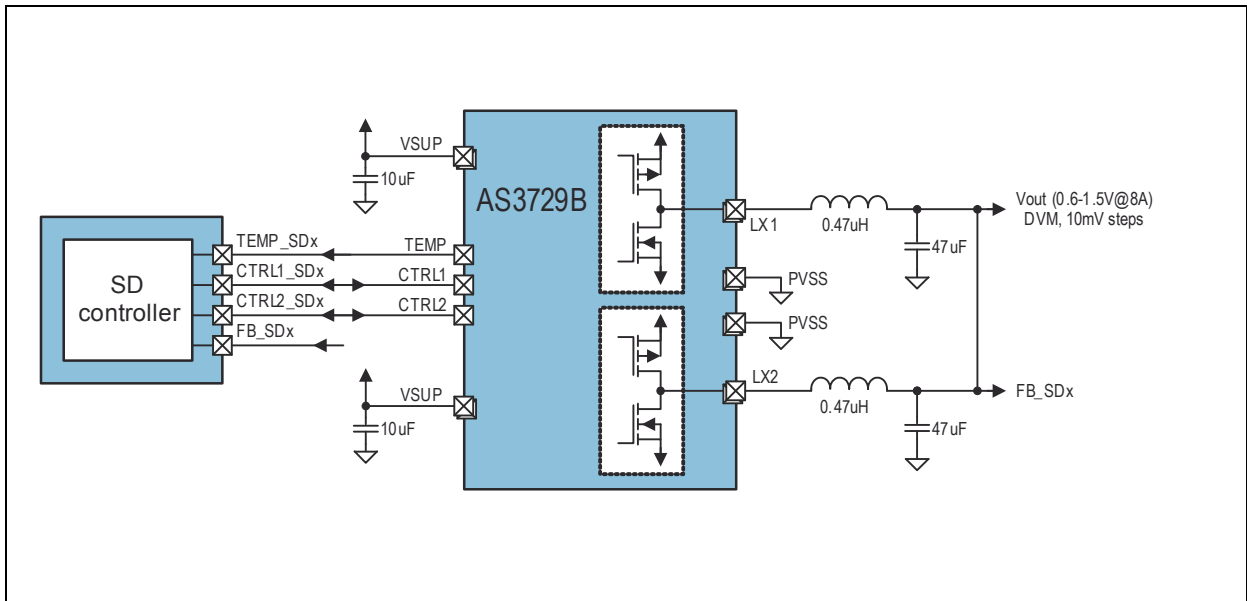 VSUP
10uF
AS3729B
LX1
0.47uH
Vout (0.6-1.5V@8A)
DVM, 10mV steps
47uF
SD
controller
TEMP_SDx
CTRL1_SDx
CTRL2_SDx
FB_SDx
TEMP
CTRL1
CTRL2
PVSS
PVSS
VSUP
10uF
LX2
0.47uH
FB_SDx
47uF